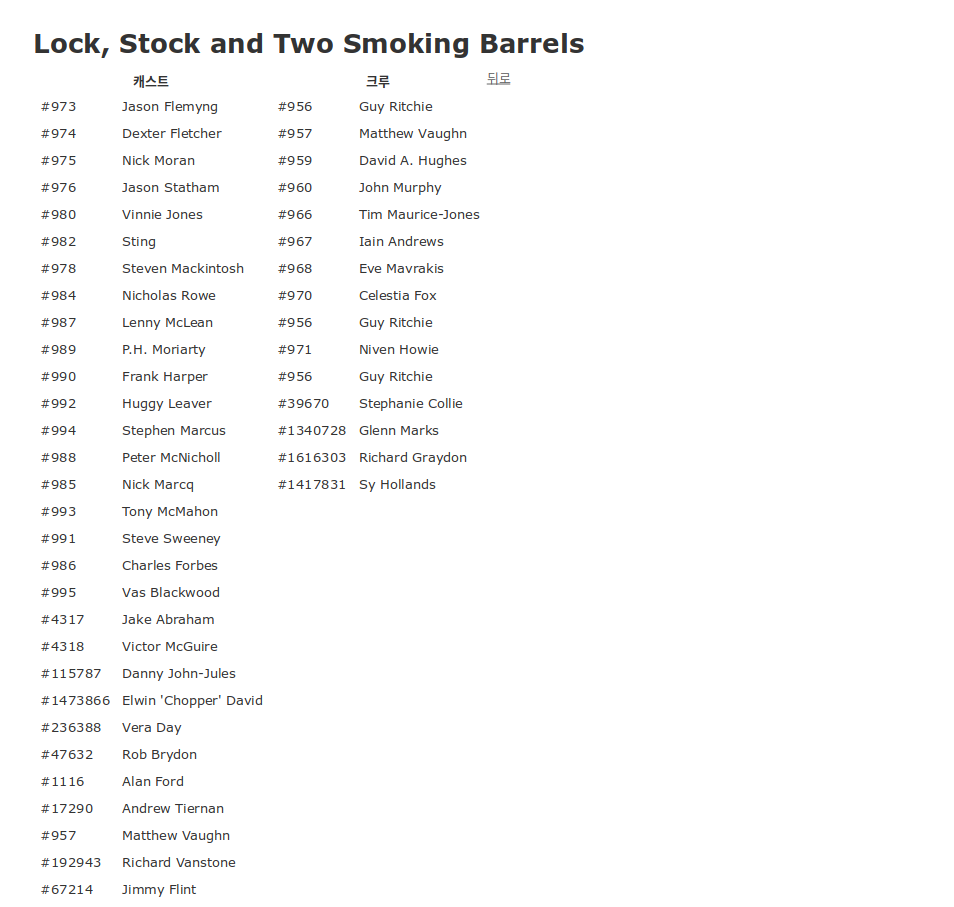 Lock, Stock and Two Smoking Barrels
캐스트 크루 뒤로
#973 Jason Flemyng #956 Guy Ritchie
#974 Dexter Fletcher #957 Matthew Vaughn
#975 Nick Moran #959 David A. Hughes
#976 Jason Statham #960 John Murphy
#980 Vinnie Jones #966 Tim Maurice-Jones
#982 Sting #967 Iain Andrews
#978 Steven Mackintosh #968 Eve Mavrakis
#984 Nicholas Rowe #970 Celestia Fox
#987 Lenny McLean #956 Guy Ritchie
#989 P.H. Moriarty #971 Niven Howie
#990 Frank Harper #956 Guy Ritchie
#992 Huggy Leaver #39670 Stephanie Collie
#994 Stephen Marcus #1340728 Glenn Marks
#988 Peter McNicholl #1616303 Richard Graydon
#985 Nick Marcq #1417831 Sy Hollands
#993 Tony McMahon
#991 Steve Sweeney
#986 Charles Forbes
#995 Vas Blackwood
#4317 Jake Abraham
#4318 Victor McGuire
#115787 Danny John-Jules
#1473866 Elwin 'Chopper' David
#236388 Vera Day
#47632 Rob Brydon
#1116 Alan Ford
#17290 Andrew Tiernan
#957 Matthew Vaughn
#192943 Richard Vanstone
#67214 Jimmy Flint